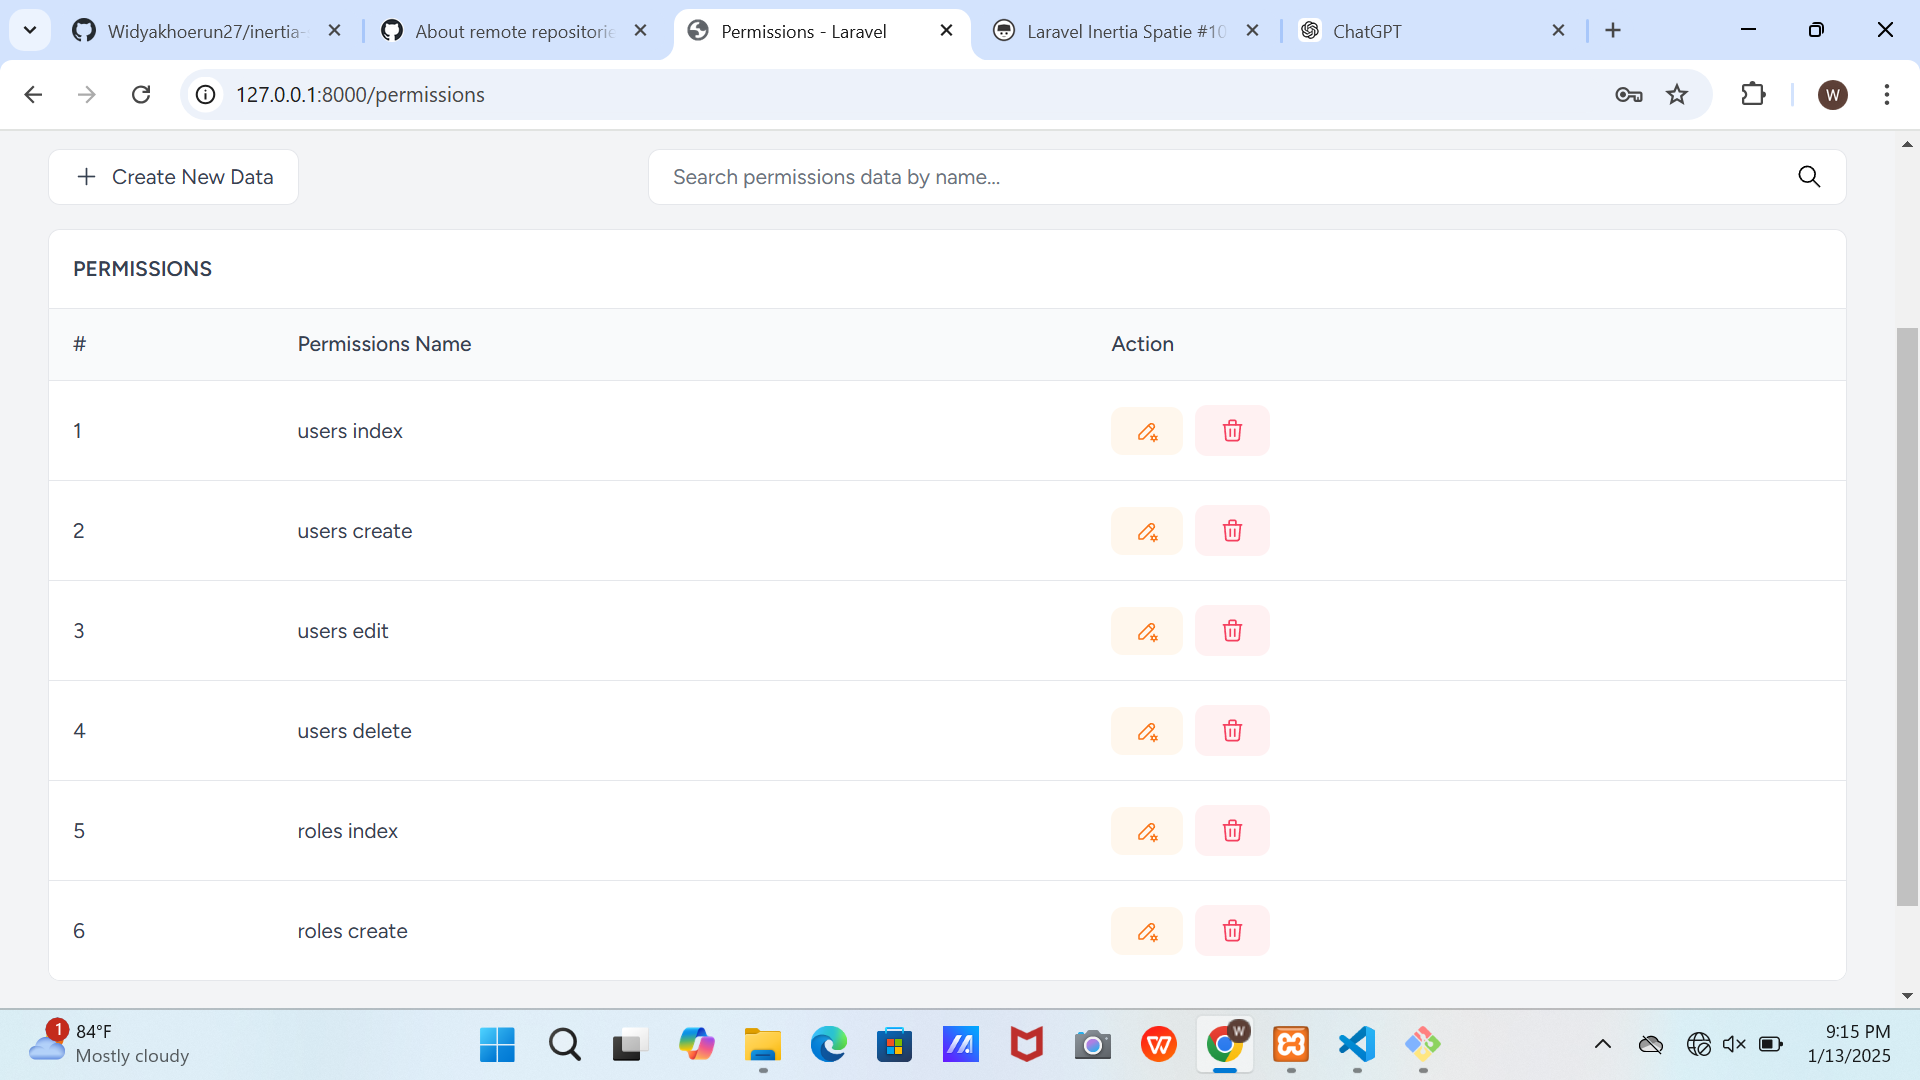 Widyakhoerun27/inertia-
About remote repositorie
Permissions - Laravel
Laravel Inertia Spatie #10
ChatGPT
127.0.0.1:8000/permissions
W
Create New Data
Search permissions data by name...
PERMISSIONS
# Permissions Name Action
1 users index
2 users create
3 users edit
4 users delete
5 roles index
6 roles create
1
84°F
Mostly cloudy
W
9:15 PM
1/13/2025